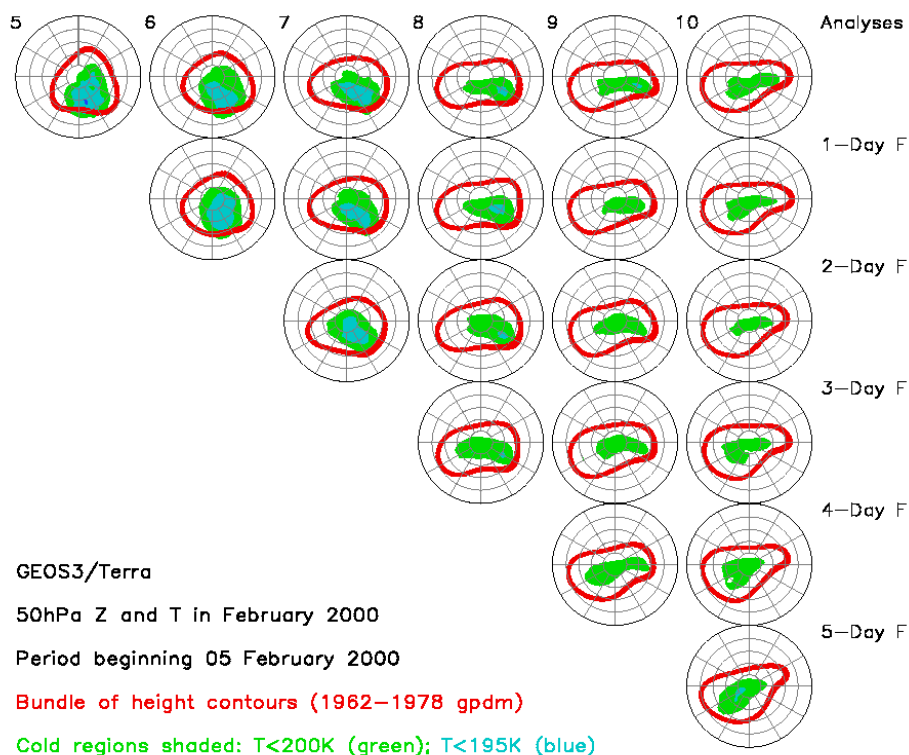 5 6 7 8 9 10 Analyses
1-Day F
2-Day F
3-Day F
4-Day F
5-Day F
GEOS3/Terra
50hPa Z and T in February 2000
Period beginning 05 February 2000
Bundle of height contours (1962-1978 gpdm)
Cold regions shaded: T<200K (green); T<195K (blue)